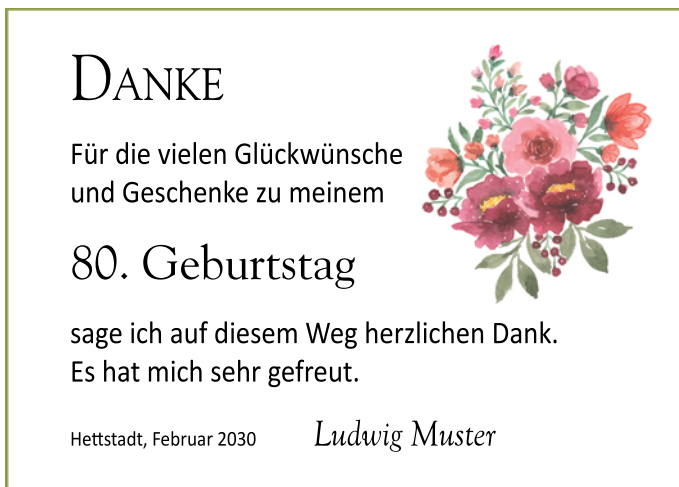 DANKE
Für die vielen Glückwünsche
und Geschenke zu meinem
80. Geburtstag
sage ich auf diesem Weg herzlichen Dank.
Es hat mich sehr gefreut.
Hettstadt, Februar 2030 Ludwig Muster